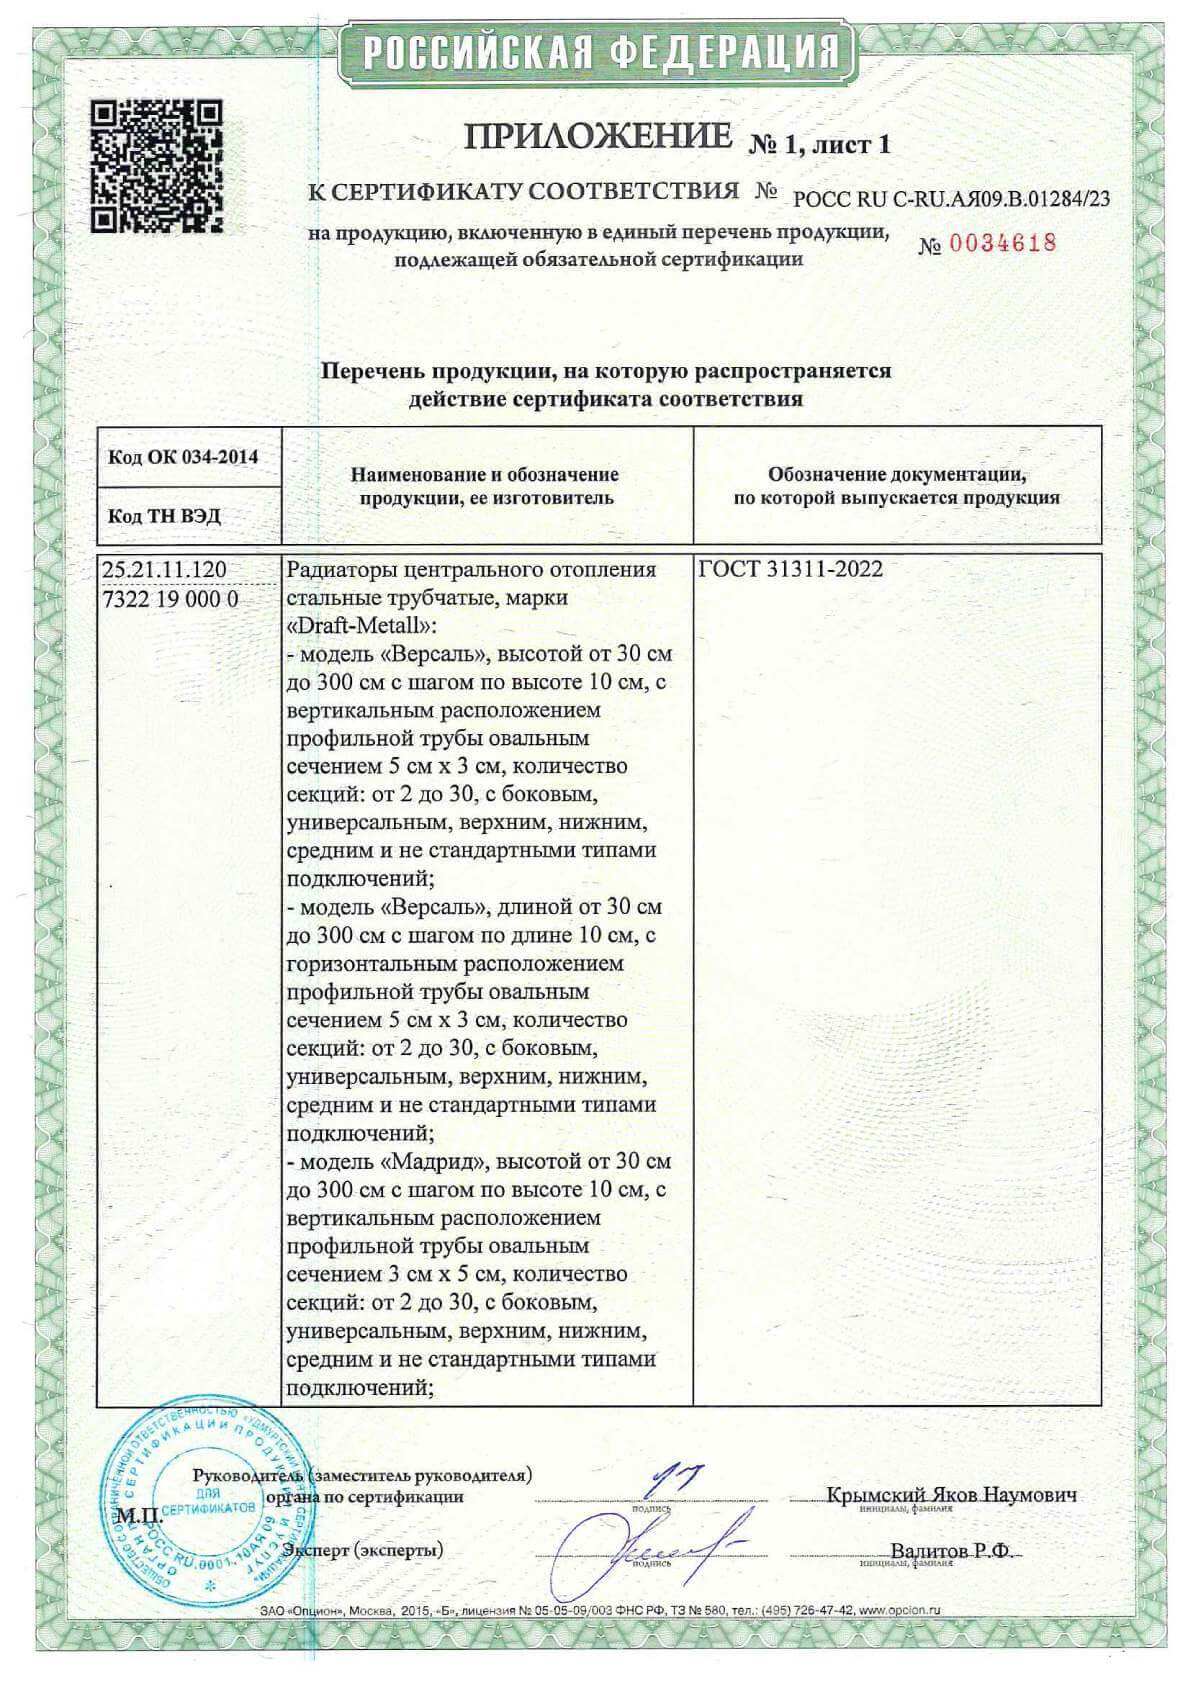 РОССИЙСКАЯ ФЕДЕРАЦИЯ
ПРИЛОЖЕНИЕ № 1, лист 1
К СЕРТИФИКАТУ СООТВЕТСТВИЯ № РОСС RU C-RU.АЯ09.В.01284/23
на продукцию, включенную в единый перечень продукции,
подлежащей обязательной сертификации
№ 0034618
Перечень продукции, на которую распространяется
действие сертификата соответствия
Код ОК 034-2014
Код ТН ВЭД
Наименование и обозначение
продукции, ее изготовитель
Обозначение документации,
по которой выпускается продукция
25.21.11.120
7322 19 000 0
Радиаторы центрального отопления
стальные трубчатые, марки
«Draft-Metall»:
- модель «Версаль», высотой от 30 см
до 300 см с шагом по высоте 10 см, с
вертикальным расположением
профильной трубы овальным
сечением 5 см х 3 см, количество
секций: от 2 до 30, с боковым,
универсальным, верхним, нижним,
средним и не стандартными типами
подключений;
- модель «Версаль», длиной от 30 см
до 300 см с шагом по длине 10 см, с
горизонтальным расположением
профильной трубы овальным
сечением 5 см х 3 см, количество
секций: от 2 до 30, с боковым,
универсальным, верхним, нижним,
средним и не стандартными типами
подключений;
- модель «Мадрид», высотой от 30 см
до 300 см с шагом по высоте 10 см, с
вертикальным расположением
профильной трубы овальным
сечением 3 см х 5 см, количество
секций: от 2 до 30, с боковым,
универсальным, верхним, нижним,
средним и не стандартными типами
подключений;
ГОСТ 31311-2022
Руководитель (заместитель руководителя)
органа по сертификации
подпись
Крымский Яков Наумович
инициалы, фамилия
М.П.
Эксперт (эксперты)
подпись
Валитов Р.Ф.
инициалы, фамилия
ДЛЯ
СЕРТИФИКАТОВ
РОСС RU.0001.10АЯ09
ЗАО «Опцион», Москва, 2015, «Б», лицензия № 05-05-09/003 ФНС РФ, ТЗ № 580, тел.: (495) 726-47-42, www.opcion.ru